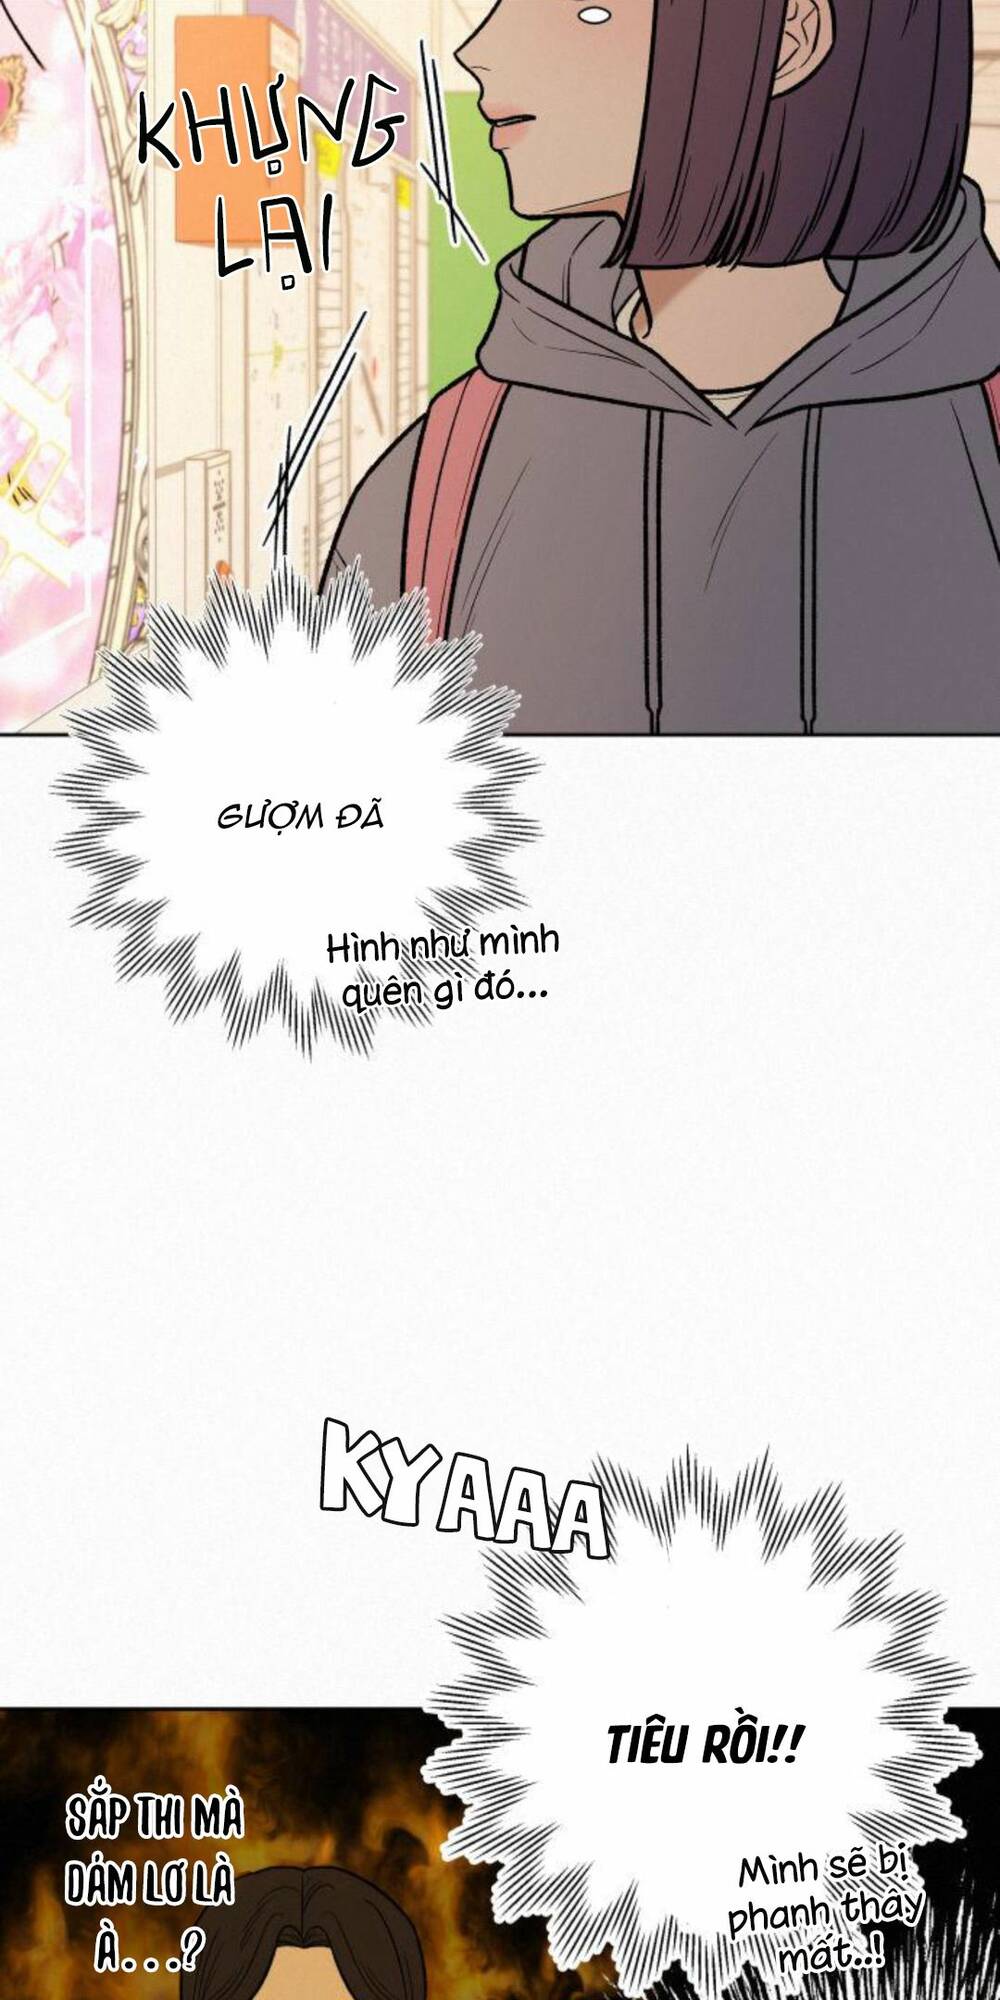 KHỰNG
LẠI
GƯỢM ĐÃ
Hình như mình
quên gì đó...
KYAAA
TIÊU RỒI!!
SẮP THI MÀ
DÁM LƠ LÀ
À...?
Mình sẽ bị
phanh thây
mất..!